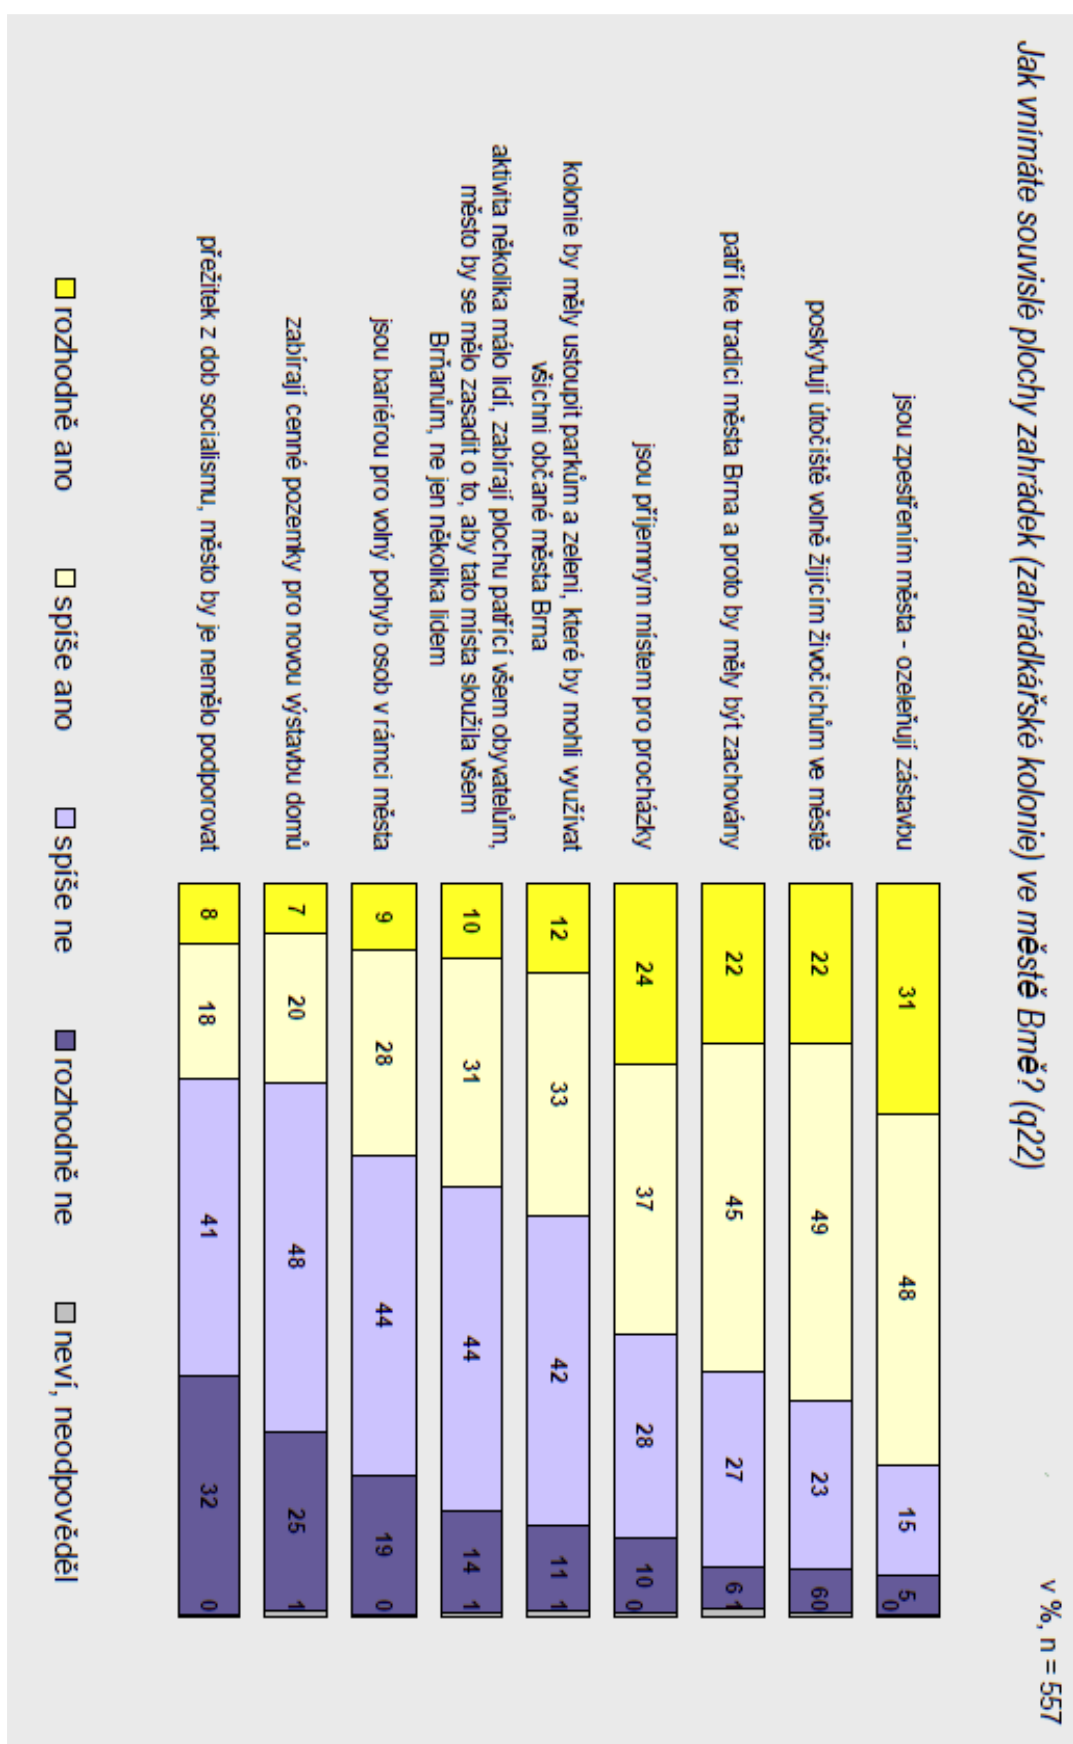 Jak vnímáte souvislé plochy zahrádek (zahrádkářské kolonie) ve městě Brně? (q22)
v %, n = 557
jsou zpestřením města - ozeleňují zástavbu
31 48 15 5 0
poskytují útočiště volně žijícím živočichům ve městě
22 49 23 6 0
patří ke tradici města Brna a proto by měly být zachovány
22 45 27 6 1
jsou příjemným místem pro procházky
24 37 28 10 0
kolonie by měly ustoupit parkům a zeleni, které by mohli využívat
všichni občané města Brna
12 33 42 11 1
aktivita několika málo lidí, zabírají plochu patřící všem obyvatelům,
město by se mělo zasadit o to, aby tato místa sloužila všem
Brňanům, ne jen několika lidem
10 31 44 14 1
jsou bariérou pro volný pohyb osob v rámci města
9 28 44 19 0
zabírají cenné pozemky pro novou výstavbu domů
7 20 48 25 1
přežitek z dob socialismu, město by je nemělo podporovat
8 18 41 32 0
rozhodně ano spíše ano spíše ne rozhodně ne neví, neodpověděl